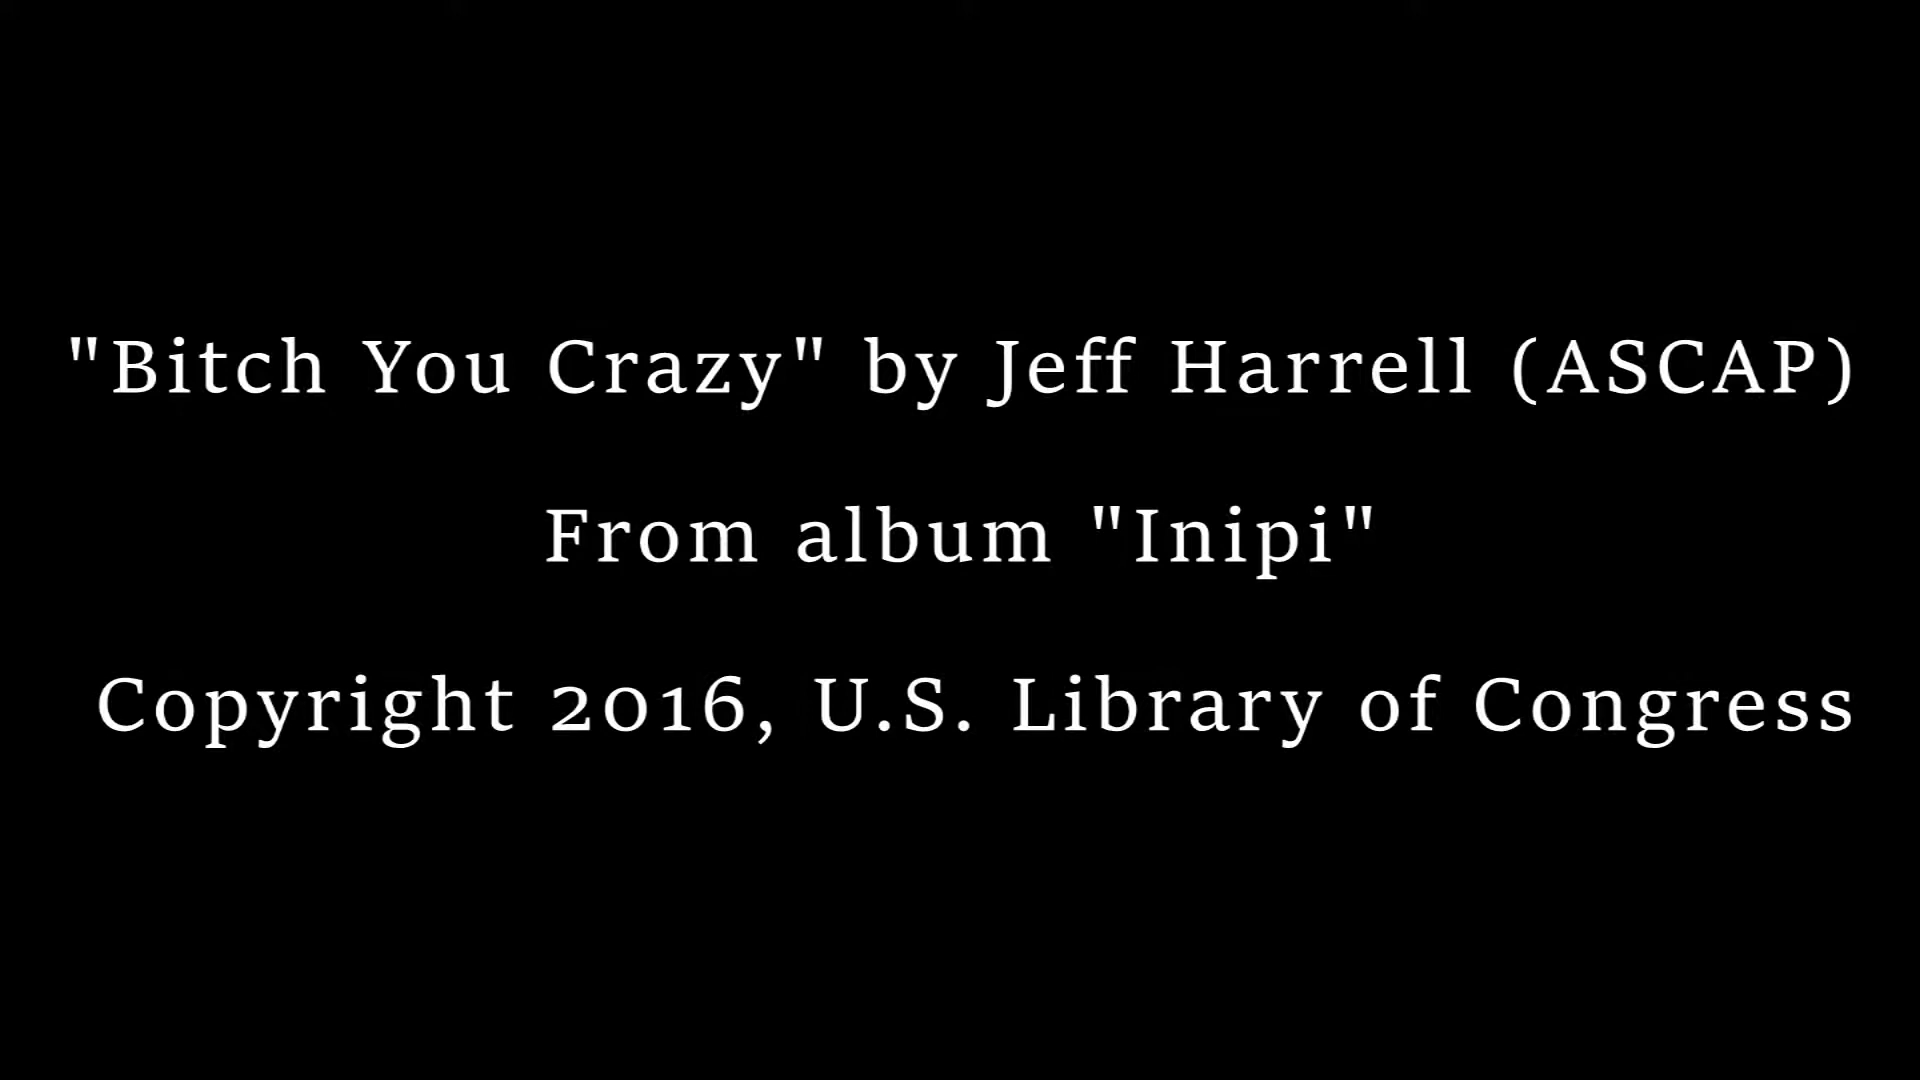 "Bitch You Crazy" by Jeff Harrell (ASCAP)
From album "Inipi"
Copyright 2016, U.S. Library of Congress